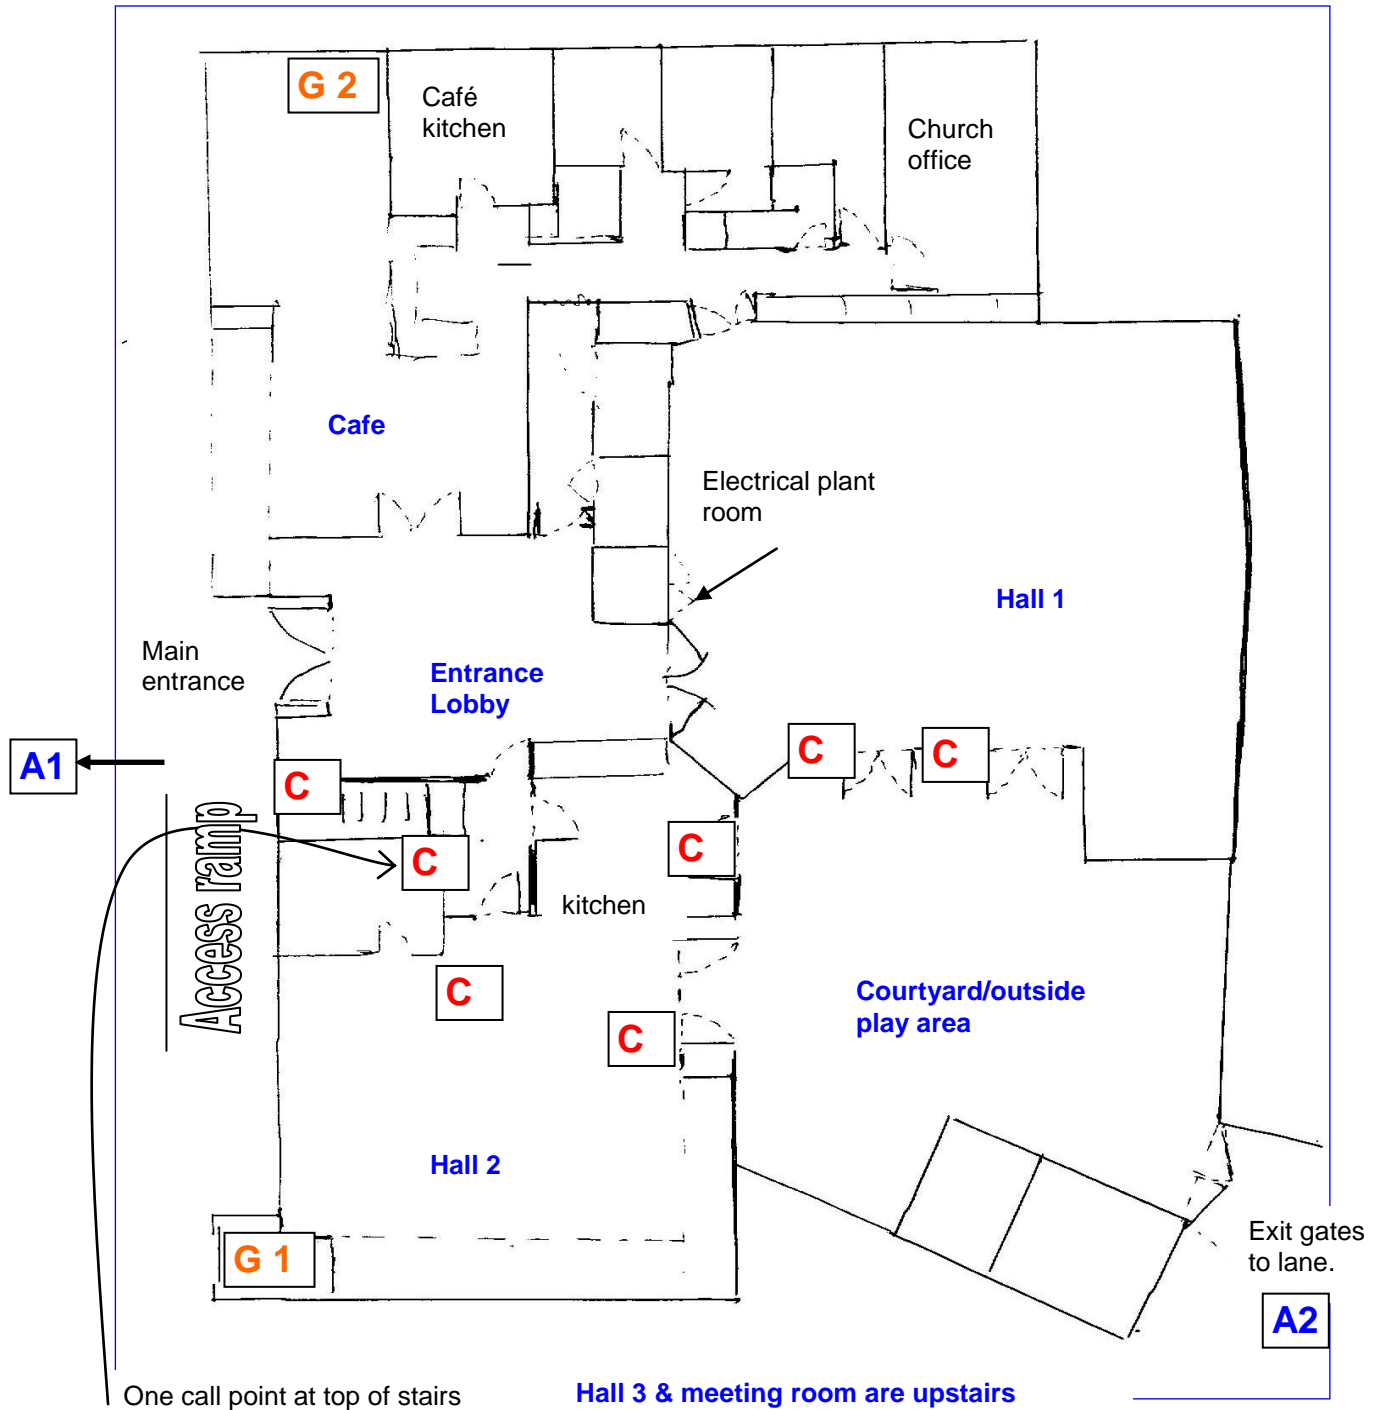 G 2
Café
kitchen
Church
office
Cafe
Electrical plant
room
Hall 1
Main
entrance
Entrance
Lobby
A1
C
C
C
C
C
Access ramp
kitchen
C
C
Courtyard/outside
play area
Hall 2
G 1
Exit gates
to lane.
A2
One call point at top of stairs
Hall 3 & meeting room are upstairs